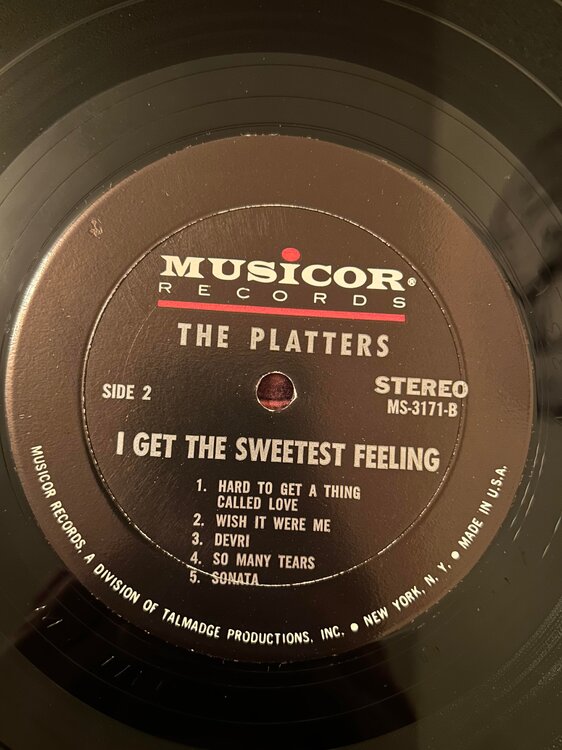 MUSICOR®
RECORDS
THE PLATTERS
SIDE 2
STEREO
MS-3171-B
I GET THE SWEETEST FEELING
1. HARD TO GET A THING
CALLED LOVE
2. WISH IT WERE ME
3. DEVRI
4. SO MANY TEARS
5. SONATA
MUSICOR RECORDS, A DIVISION OF TALMADGE PRODUCTIONS, INC. ● NEW YORK, N. Y. ● MADE IN U.S.A.